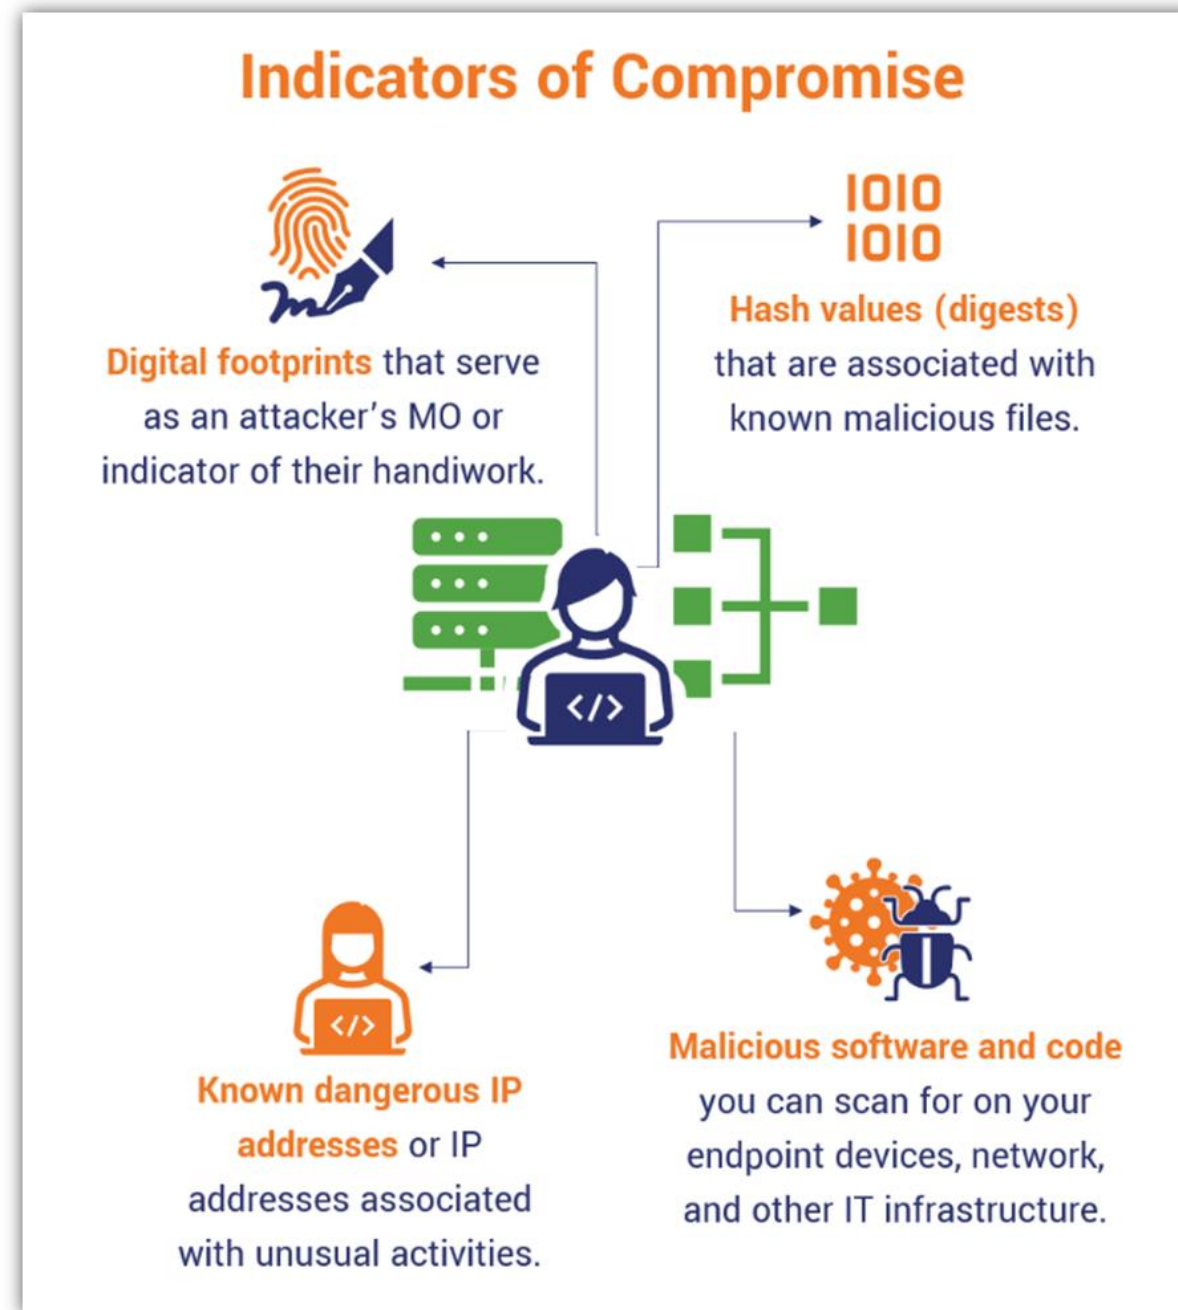 Indicators of Compromise
1010
1010
Digital footprints that serve
as an attacker's MO or
indicator of their handiwork.
Hash values (digests)
that are associated with
known malicious files.
</>
</>
Known dangerous IP
addresses or IP
addresses associated
with unusual activities.
Malicious software and code
you can scan for on your
endpoint devices, network,
and other IT infrastructure.